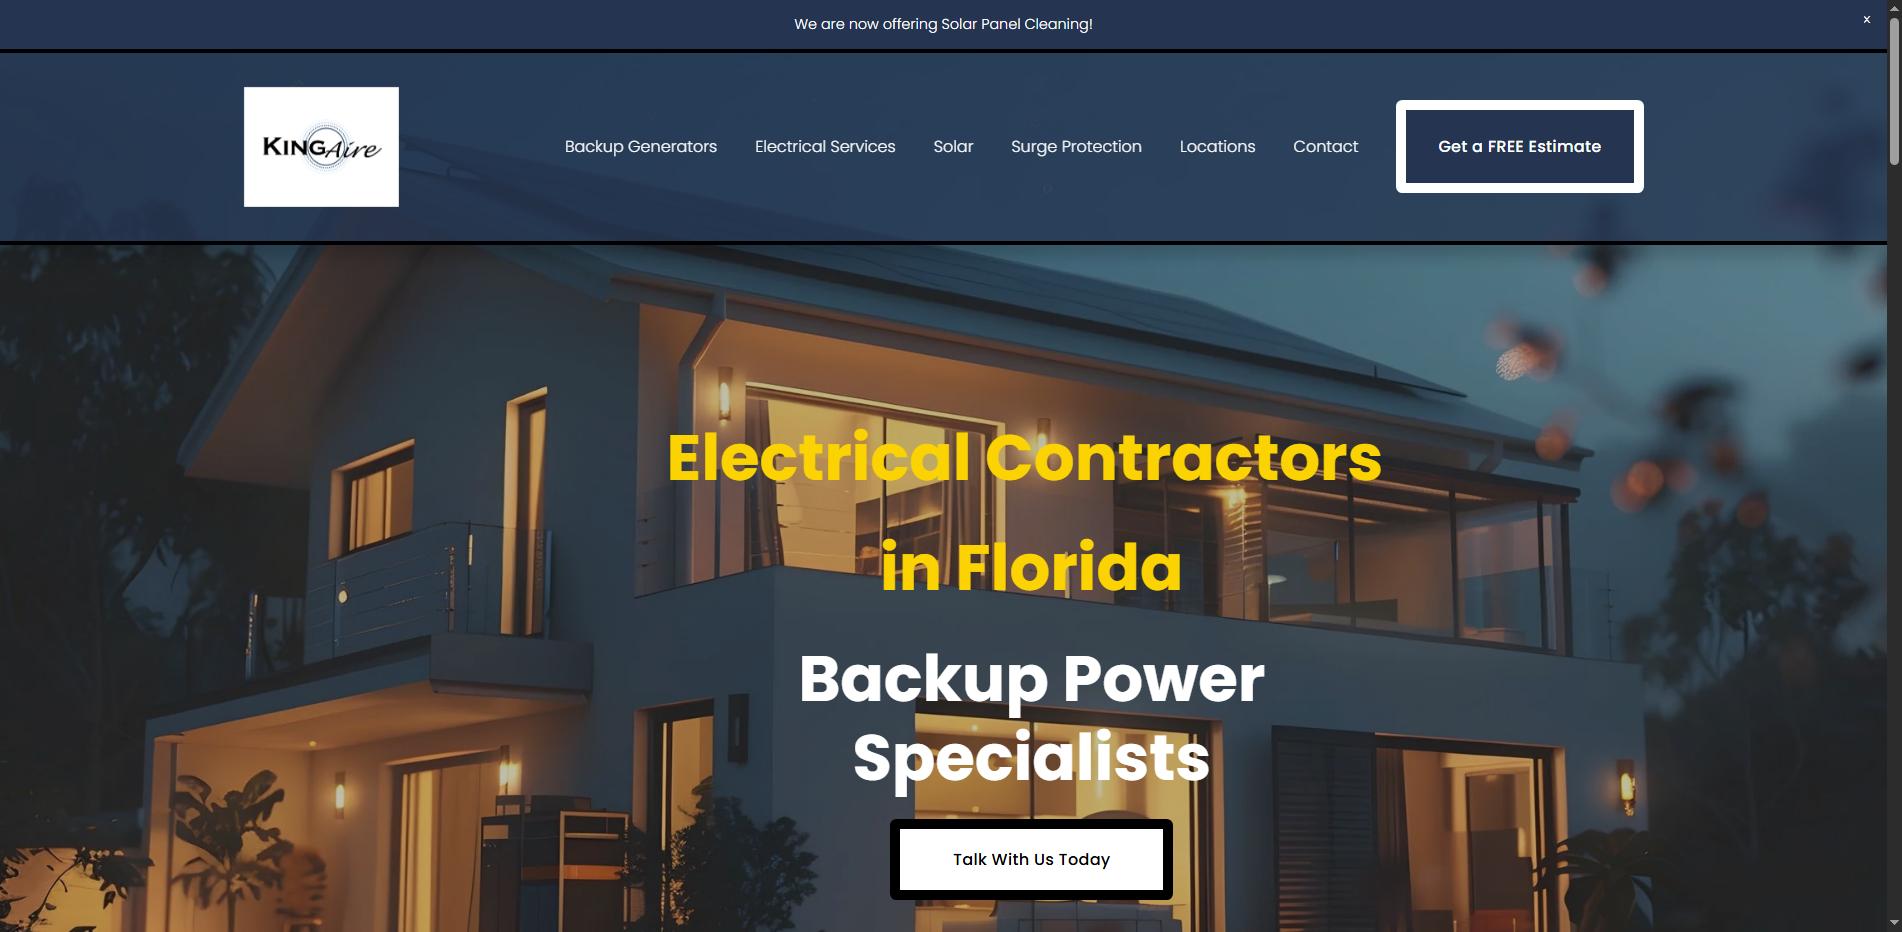 We are now offering Solar Panel Cleaning!
x
KINGAire
Backup Generators
Electrical Services
Solar
Surge Protection
Locations
Contact
Get a FREE Estimate
Electrical Contractors
in Florida
Backup Power
Specialists
Talk With Us Today